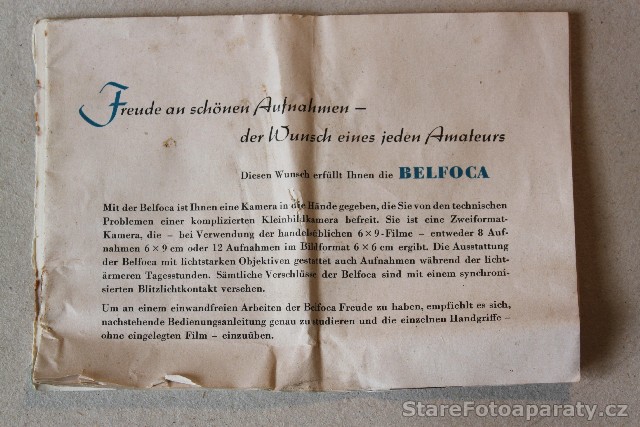 Freude an schönen Aufnahmen –
der Wunsch eines jeden Amateurs
Diesen Wunsch erfüllt Ihnen die BELFOCA
Mit der Belfoca ist Ihnen eine Kamera in die Hände gegeben, die Sie von den technischen
Problemen einer komplizierten Kleinbildkamera befreit. Sie ist eine Zweiformat-
Kamera, die – bei Verwendung der handelsüblichen 6×9-Filme – entweder 8 Auf-
nahmen 6×9 cm oder 12 Aufnahmen im Bildformat 6×6 cm ergibt. Die Ausstattung
der Belfoca mit lichtstarken Objektiven gestattet auch Aufnahmen während der licht-
ärmeren Tagesstunden. Sämtliche Verschlüsse der Belfoca sind mit einem synchroni-
sierten Blitzlichtkontakt versehen.
Um an einem einwandfreien Arbeiten der Belfoca Freude zu haben, empfiehlt es sich,
nachstehende Bedienungsanleitung genau zu studieren und die einzelnen Handgriffe –
ohne eingelegten Film – einzuüben.
StareFotoaparaty.cz